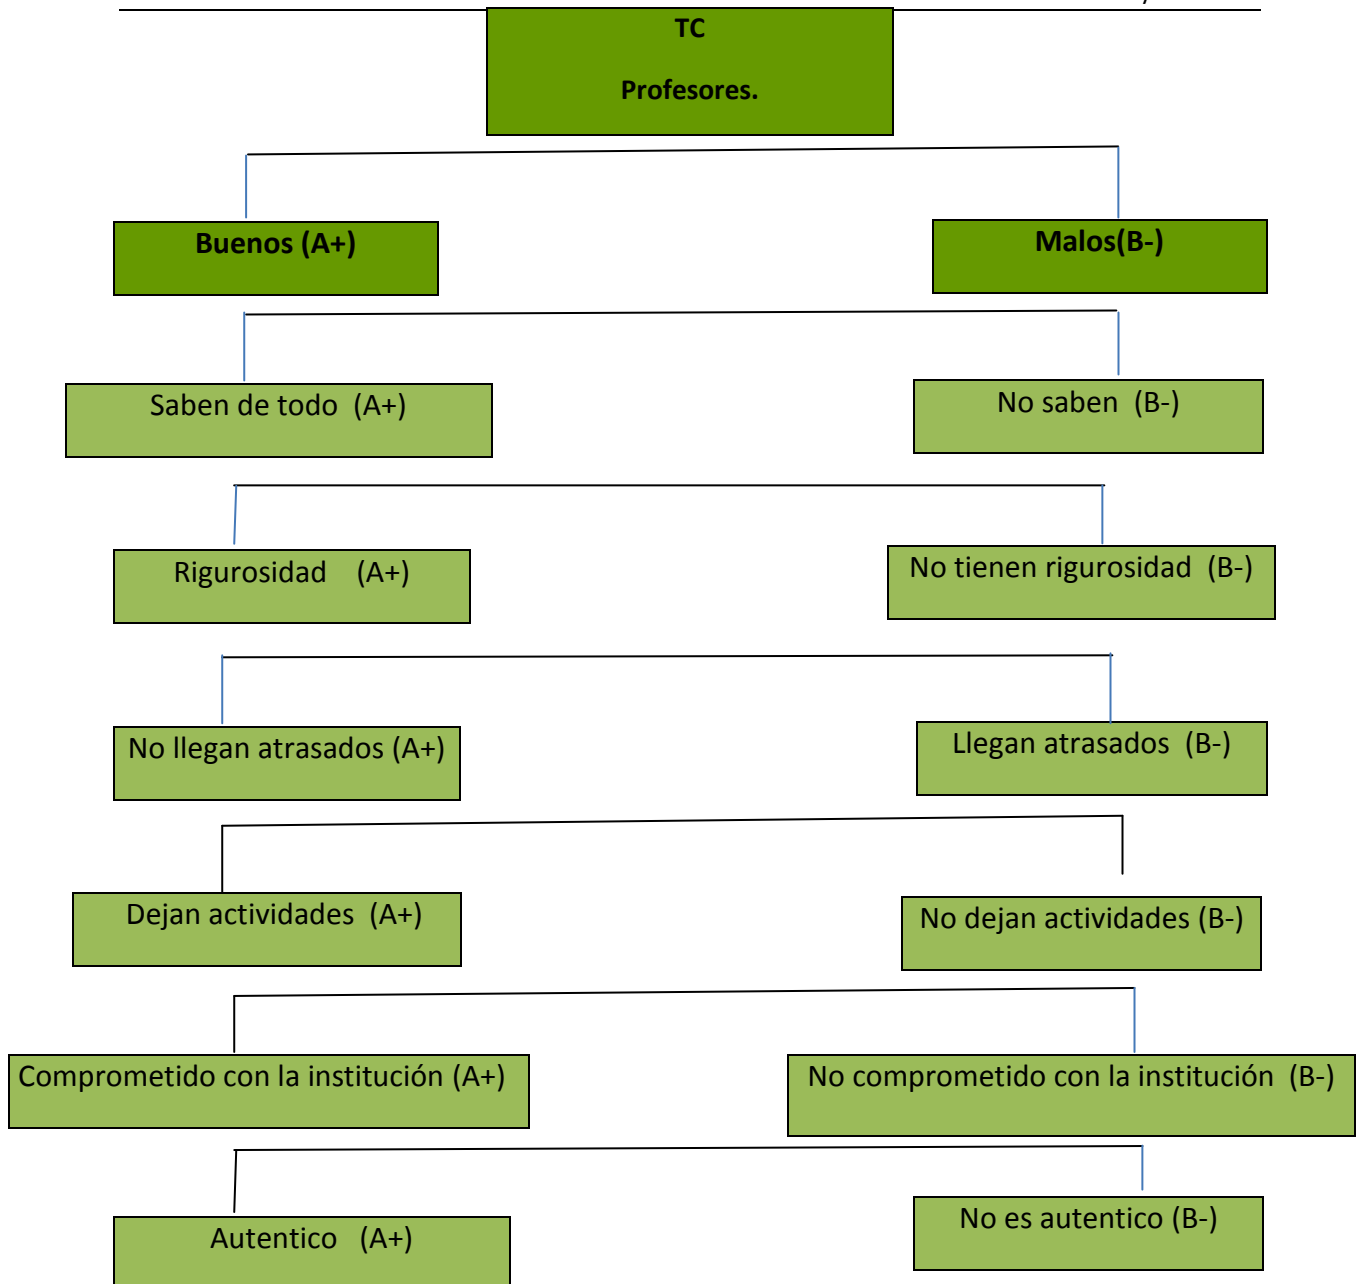 TC
Profesores.
Buenos (A+)
Malos(B-)
Saben de todo (A+)
No saben (B-)
Rigurosidad (A+)
No tienen rigurosidad (B-)
No llegan atrasados (A+)
Llegan atrasados (B-)
Dejan actividades (A+)
No dejan actividades (B-)
Comprometido con la institución (A+)
No comprometido con la institución (B-)
Autentico (A+)
No es autentico (B-)